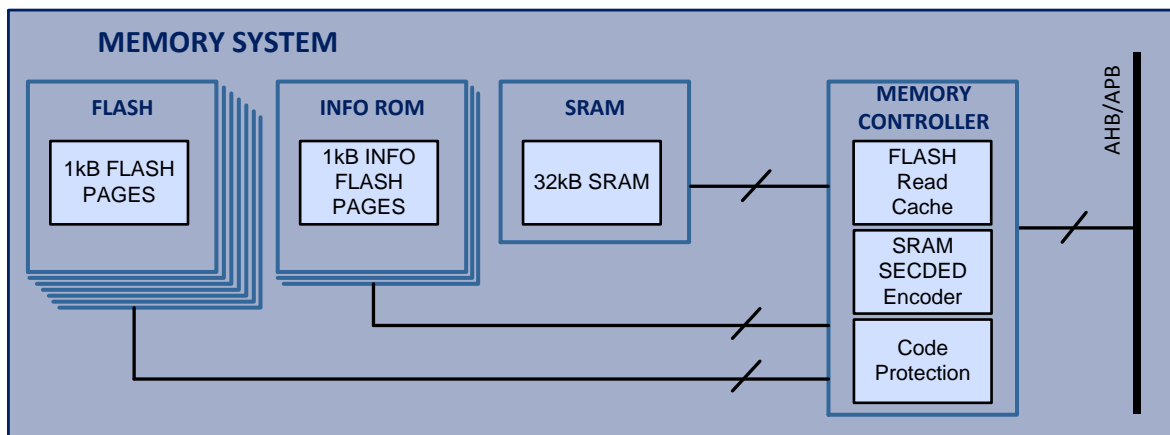 MEMORY SYSTEM
FLASH
1kB FLASH
PAGES
INFO ROM
1kB INFO
FLASH
PAGES
SRAM
32kB SRAM
MEMORY
CONTROLLER
FLASH
Read
Cache
SRAM
SECDED
Encoder
Code
Protection
AHB/APB